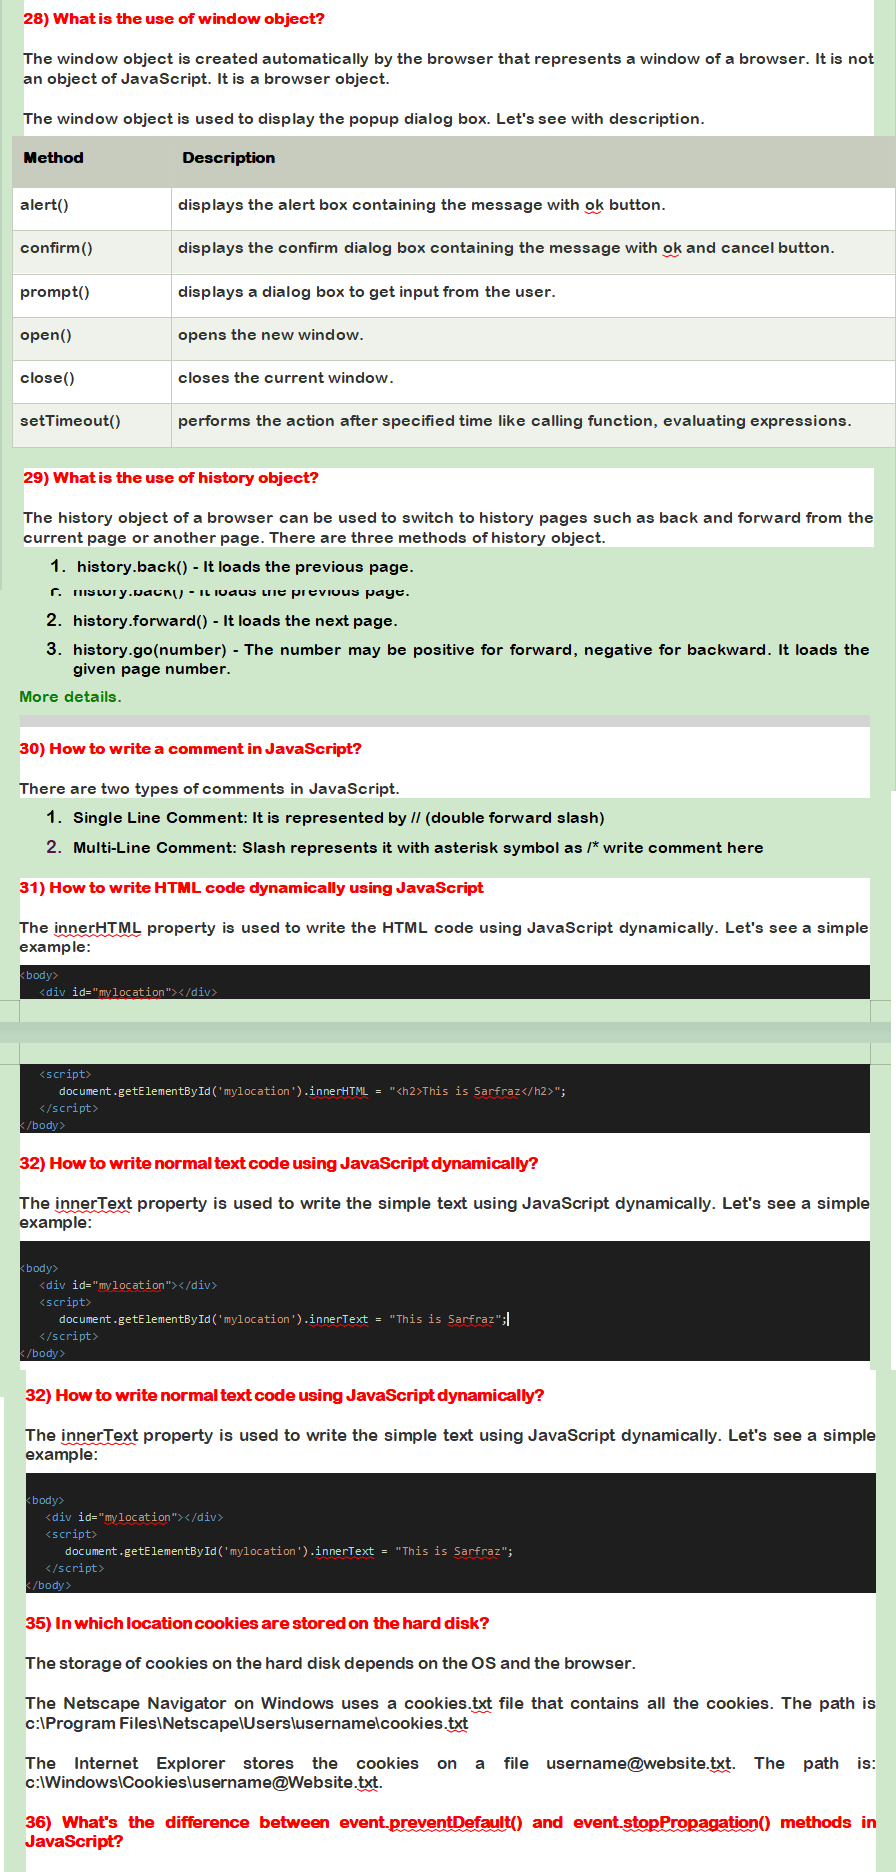 28) What is the use of window object?
The window object is created automatically by the browser that represents a window of a browser. It is not
an object of JavaScript. It is a browser object.
The window object is used to display the popup dialog box. Let's see with description.
Method Description
alert() displays the alert box containing the message with ok button.
confirm() displays the confirm dialog box containing the message with ok and cancel button.
prompt() displays a dialog box to get input from the user.
open() opens the new window.
close() closes the current window.
setTimeout() performs the action after specified time like calling function, evaluating expressions.
29) What is the use of history object?
The history object of a browser can be used to switch to history pages such as back and forward from the
current page or another page. There are three methods of history object.
1. history.back() - It loads the previous page.
history.back() - It loads the previous page.
2. history.forward() - It loads the next page.
3. history.go(number) - The number may be positive for forward, negative for backward. It loads the
given page number.
More details.
30) How to write a comment in JavaScript?
There are two types of comments in JavaScript.
1. Single Line Comment: It is represented by // (double forward slash)
2. Multi-Line Comment: Slash represents it with asterisk symbol as /* write comment here
31) How to write HTML code dynamically using JavaScript
The innerHTML property is used to write the HTML code using JavaScript dynamically. Let's see a simple
example:
<body>
<div id="mylocation"></div>
<script>
document.getElementById('mylocation').innerHTML = "<h2>This is Sarfraz</h2>";
</script>
</body>
32) How to write normal text code using JavaScript dynamically?
The innerText property is used to write the simple text using JavaScript dynamically. Let's see a simple
example:
<body>
<div id="mylocation"></div>
<script>
document.getElementById('mylocation').innerText = "This is Sarfraz";
</script>
</body>
32) How to write normal text code using JavaScript dynamically?
The innerText property is used to write the simple text using JavaScript dynamically. Let's see a simple
example:
<body>
<div id="mylocation"></div>
<script>
document.getElementById('mylocation').innerText = "This is Sarfraz";
</script>
</body>
35) In which location cookies are stored on the hard disk?
The storage of cookies on the hard disk depends on the OS and the browser.
The Netscape Navigator on Windows uses a cookies.txt file that contains all the cookies. The path is
c:\Program Files\Netscape\Users\username\cookies.txt
The Internet Explorer stores the cookies on a file username@website.txt. The path is:
c:\Windows\Cookies\username@Website.txt.
36) What's the difference between event.preventDefault() and event.stopPropagation() methods in
JavaScript?